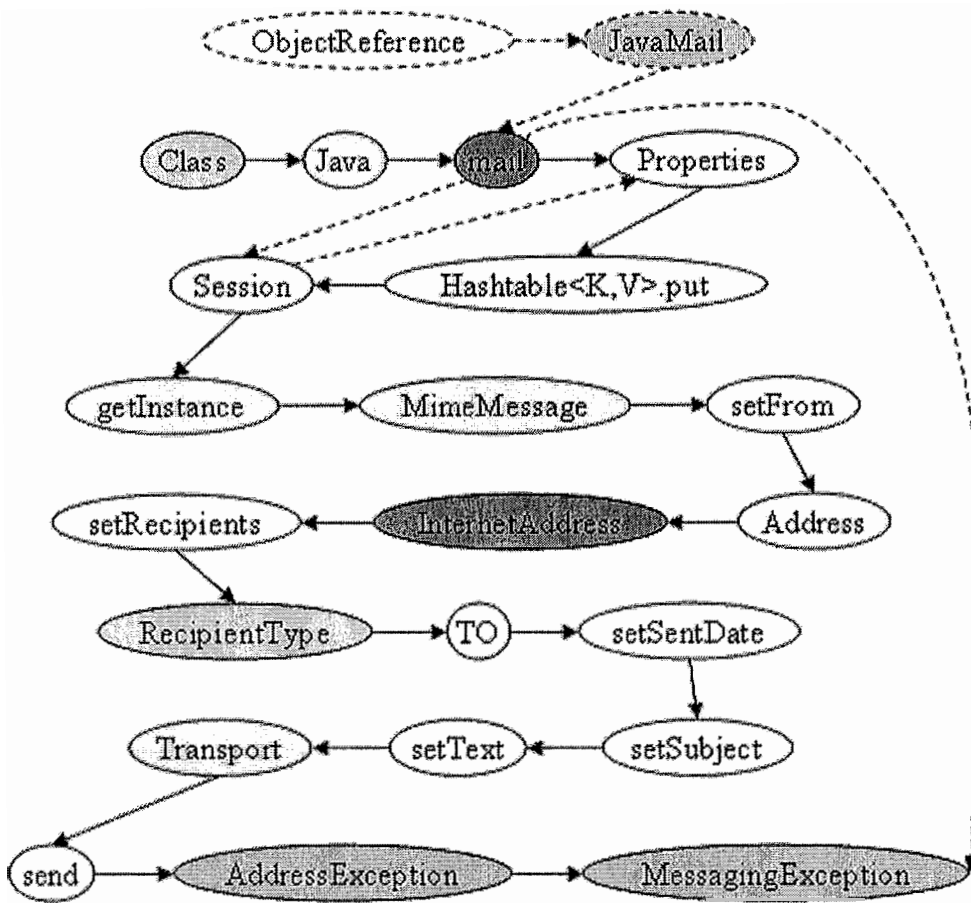 ObjectReference
JavaMail
Class
Java
mail
Properties
Session
Hashtable<K,V>.put
getInstance
MimeMessage
setFrom
setRecipients
InternetAddress
Address
RecipientType
TO
setSentDate
Transport
setText
setSubject
send
AddressException
MessagingException